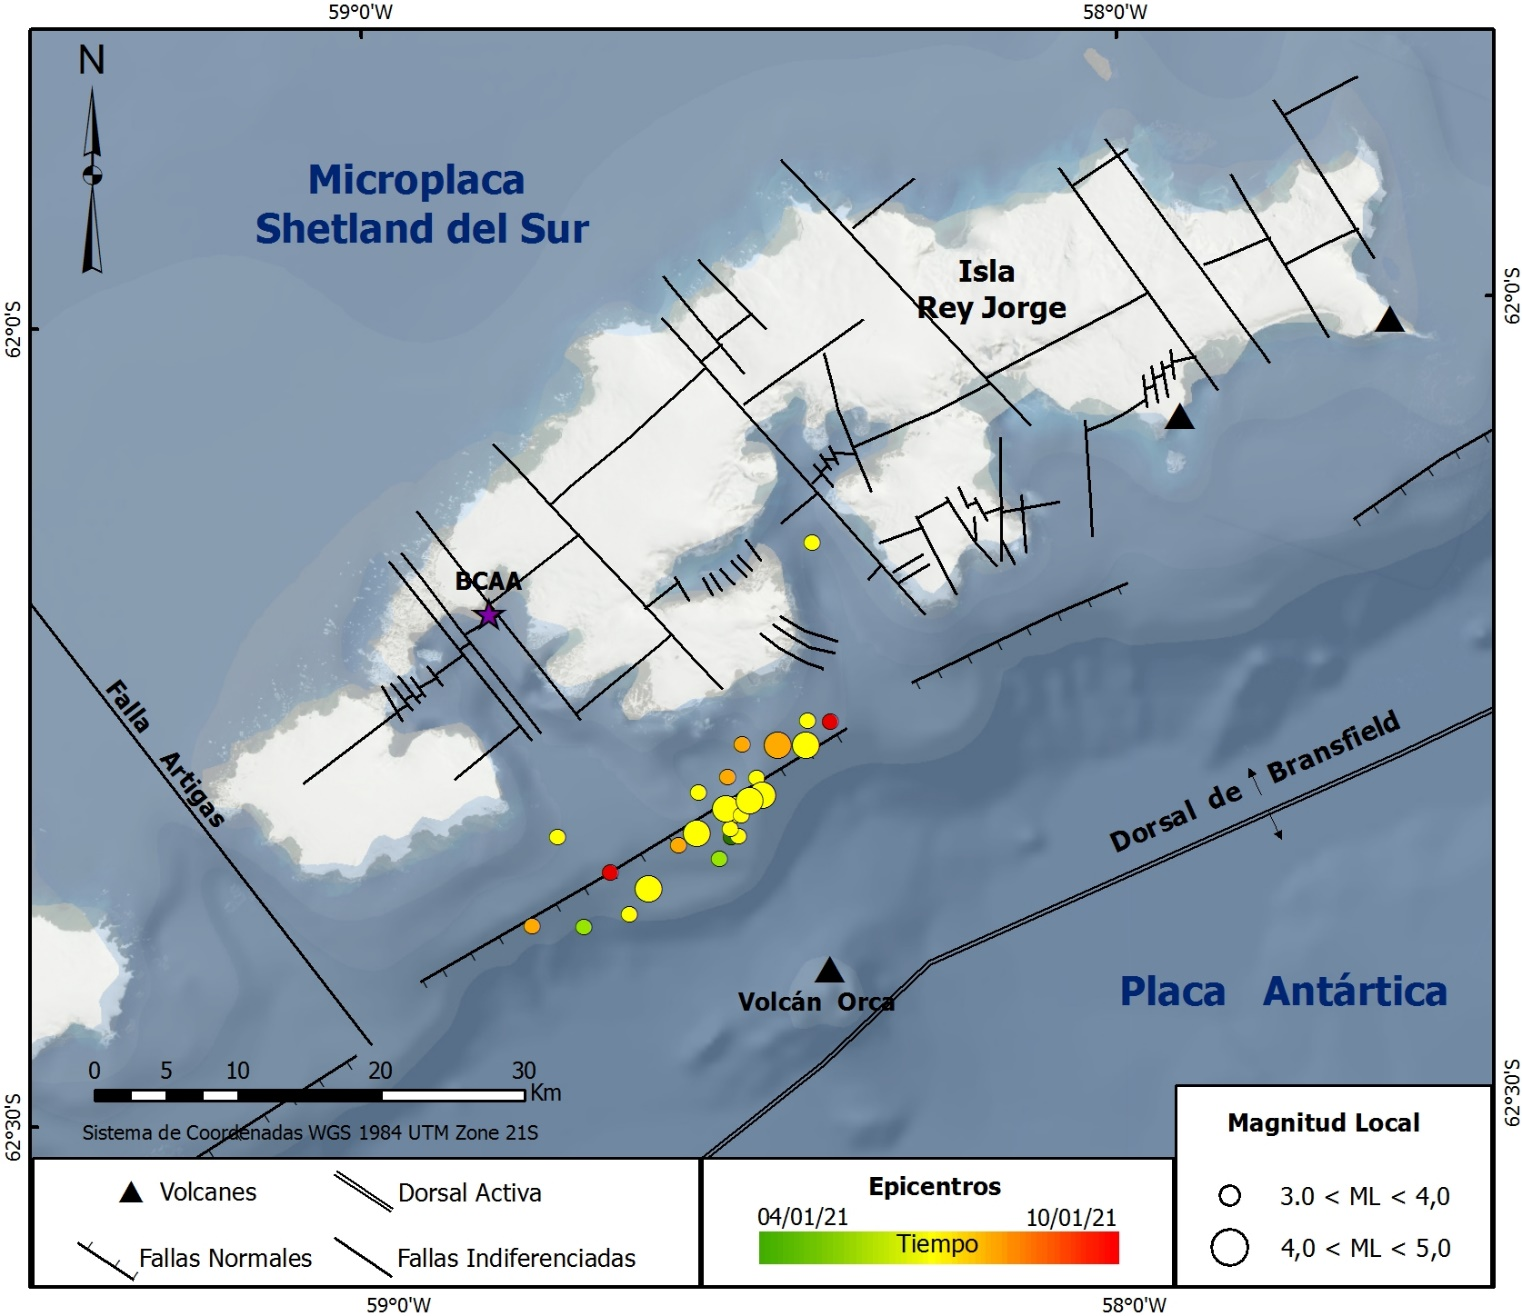 59°0'W
58°0'W
N
Microplaca
Shetland del Sur
Isla
Rey Jorge
62°0'S
62°0'S
BCAA
Falla Artigas
Dorsal de Bransfield
Volcán Orca
Placa Antártica
0 5 10 20 30
Km
Sistema de Coordenadas WGS 1984 UTM Zone 21S
62°30'S
62°30'S
Volcanes
Dorsal Activa
Fallas Normales
Fallas Indiferenciadas
Epicentros
04/01/21
10/01/21
Tiempo
Magnitud Local
3.0 < ML < 4,0
4,0 < ML < 5,0
59°0'W
58°0'W